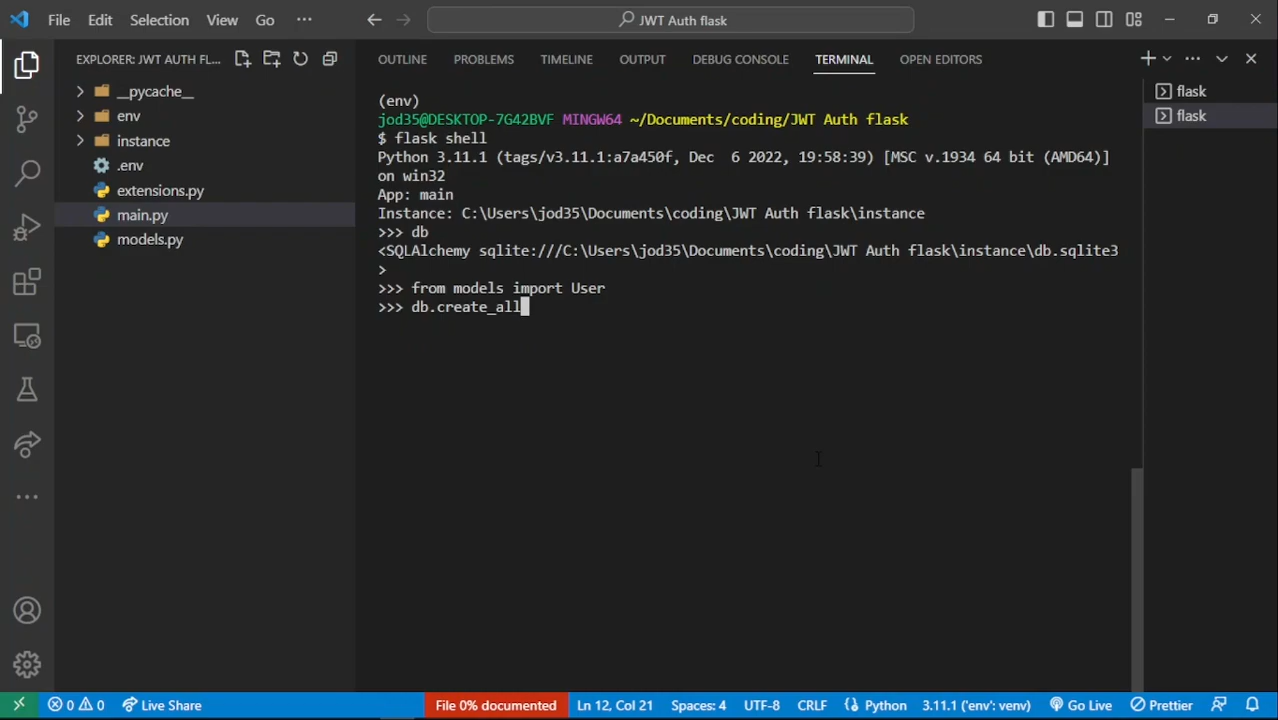 File Edit Selection View Go ··· JWT Auth flask
EXPLORER: JWT AUTH FL...
__pycache__
env
instance
.env
extensions.py
main.py
models.py
OUTLINE PROBLEMS TIMELINE OUTPUT DEBUG CONSOLE TERMINAL OPEN EDITORS
(env)
jod35@DESKTOP-7G42BVF MINGW64 ~/Documents/coding/JWT Auth flask
$ flask shell
Python 3.11.1 (tags/v3.11.1:a7a450f, Dec  6 2022, 19:58:39) [MSC v.1934 64 bit (AMD64)]
on win32
App: main
Instance: C:\Users\jod35\Documents\coding\JWT Auth flask\instance
>>> db
<SQLAlchemy sqlite:///C:\Users\jod35\Documents\coding\JWT Auth flask\instance\db.sqlite3
>
>>> from models import User
>>> db.create_all
flask
flask
0 0 Live Share File 0% documented Ln 12, Col 21 Spaces: 4 UTF-8 CRLF Python 3.11.1 ('env': venv) Go Live Prettier